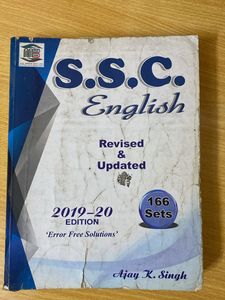 S.S.C.
English
Revised
&
Updated
166
Sets
2019-20
EDITION
'Error Free Solutions'
Ajay K. Singh